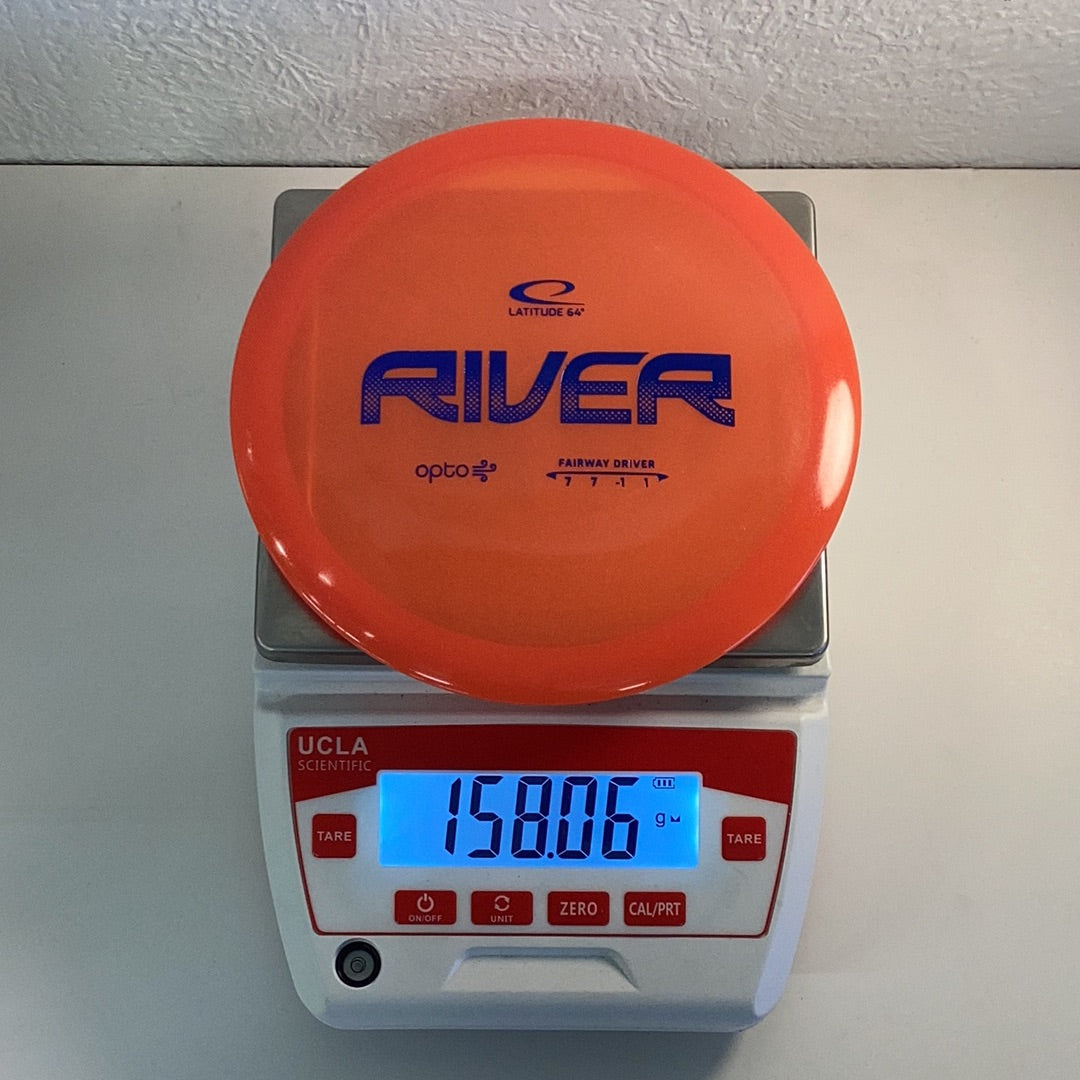 LATITUDE 64°
RIVER
opto
FAIRWAY DRIVER
7 7 -1 1
UCLA
SCIENTIFIC
158.06 g
TARE
TARE
ON/OFF
UNIT
ZERO
CAL/PRT